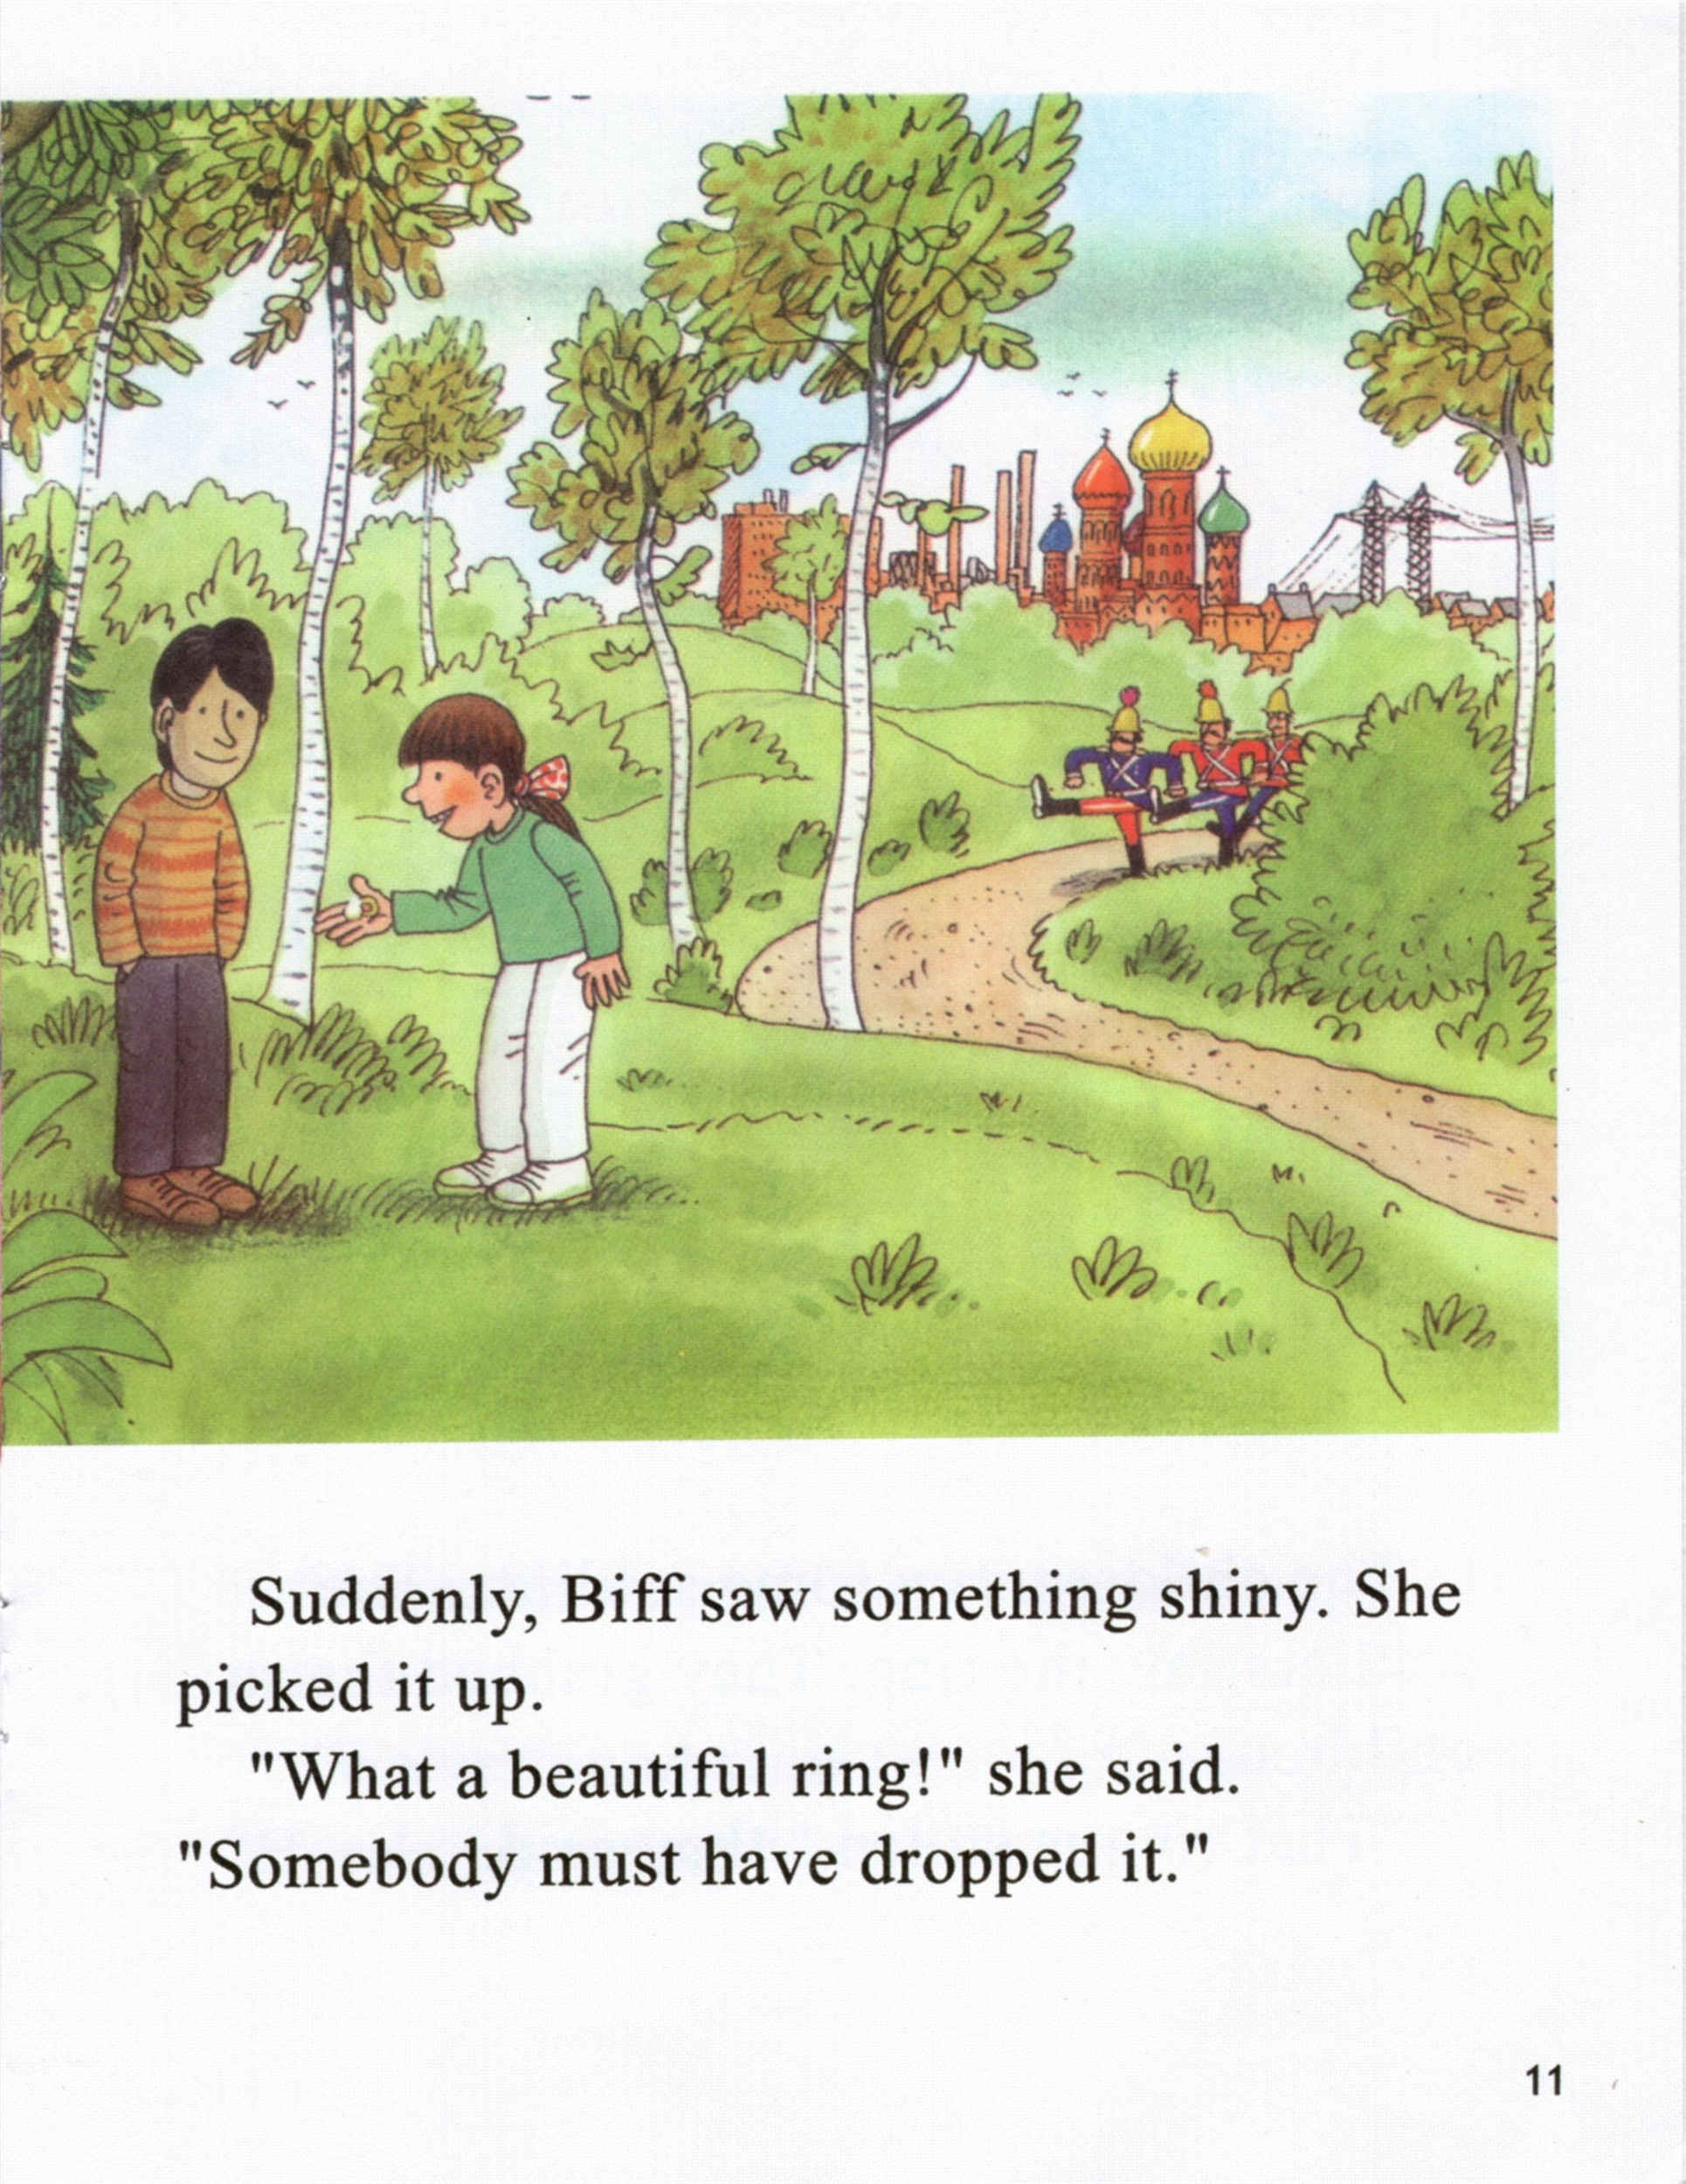 Suddenly, Biff saw something shiny. She
picked it up.
"What a beautiful ring!" she said.
"Somebody must have dropped it."
11